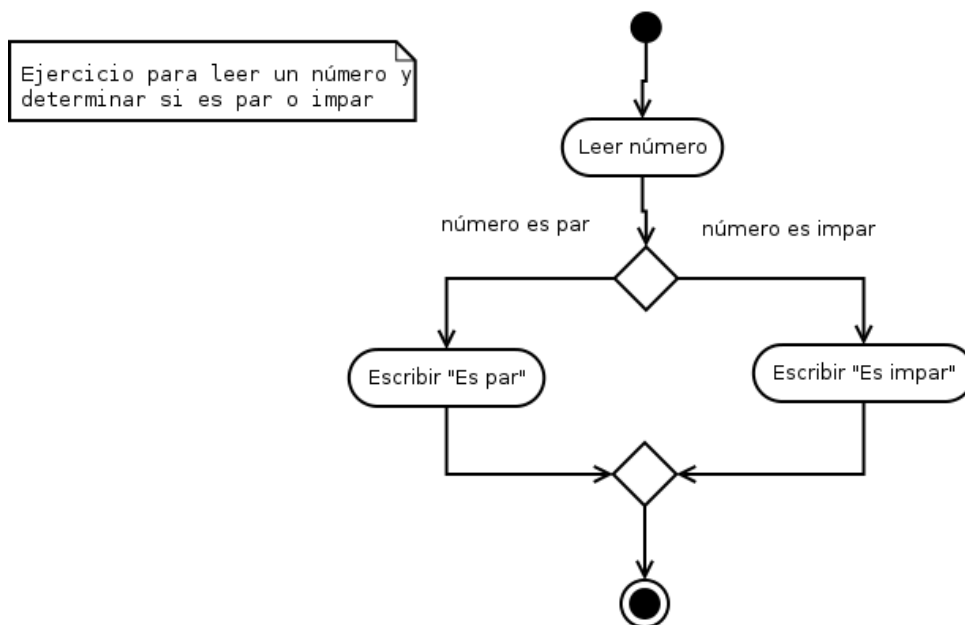 Ejercicio para leer un número y
determinar si es par o impar
Leer número
número es par
número es impar
Escribir "Es par"
Escribir "Es impar"